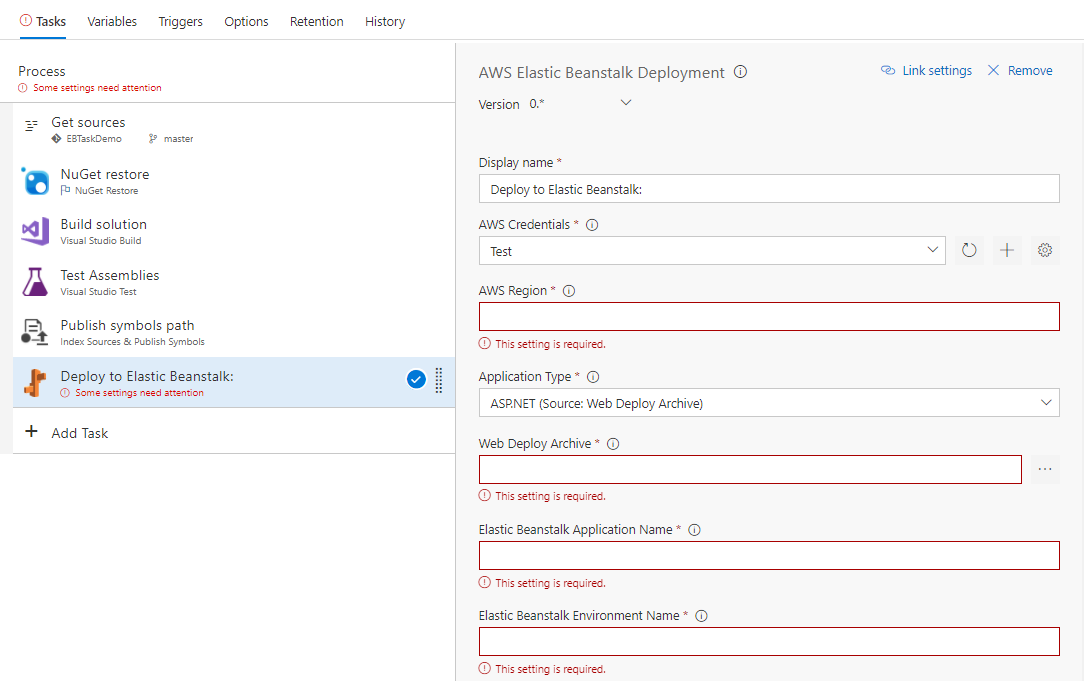 Tasks Variables Triggers Options Retention History
Process
Some settings need attention
Get sources
EBTaskDemo master
NuGet restore
NuGet Restore
Build solution
Visual Studio Build
Test Assemblies
Visual Studio Test
Publish symbols path
Index Sources & Publish Symbols
Deploy to Elastic Beanstalk:
Some settings need attention
Add Task
AWS Elastic Beanstalk Deployment Link settings Remove
Version 0.*
Display name *
Deploy to Elastic Beanstalk:
AWS Credentials *
Test
AWS Region *
This setting is required.
Application Type *
ASP.NET (Source: Web Deploy Archive)
Web Deploy Archive *
This setting is required.
Elastic Beanstalk Application Name *
This setting is required.
Elastic Beanstalk Environment Name *
This setting is required.